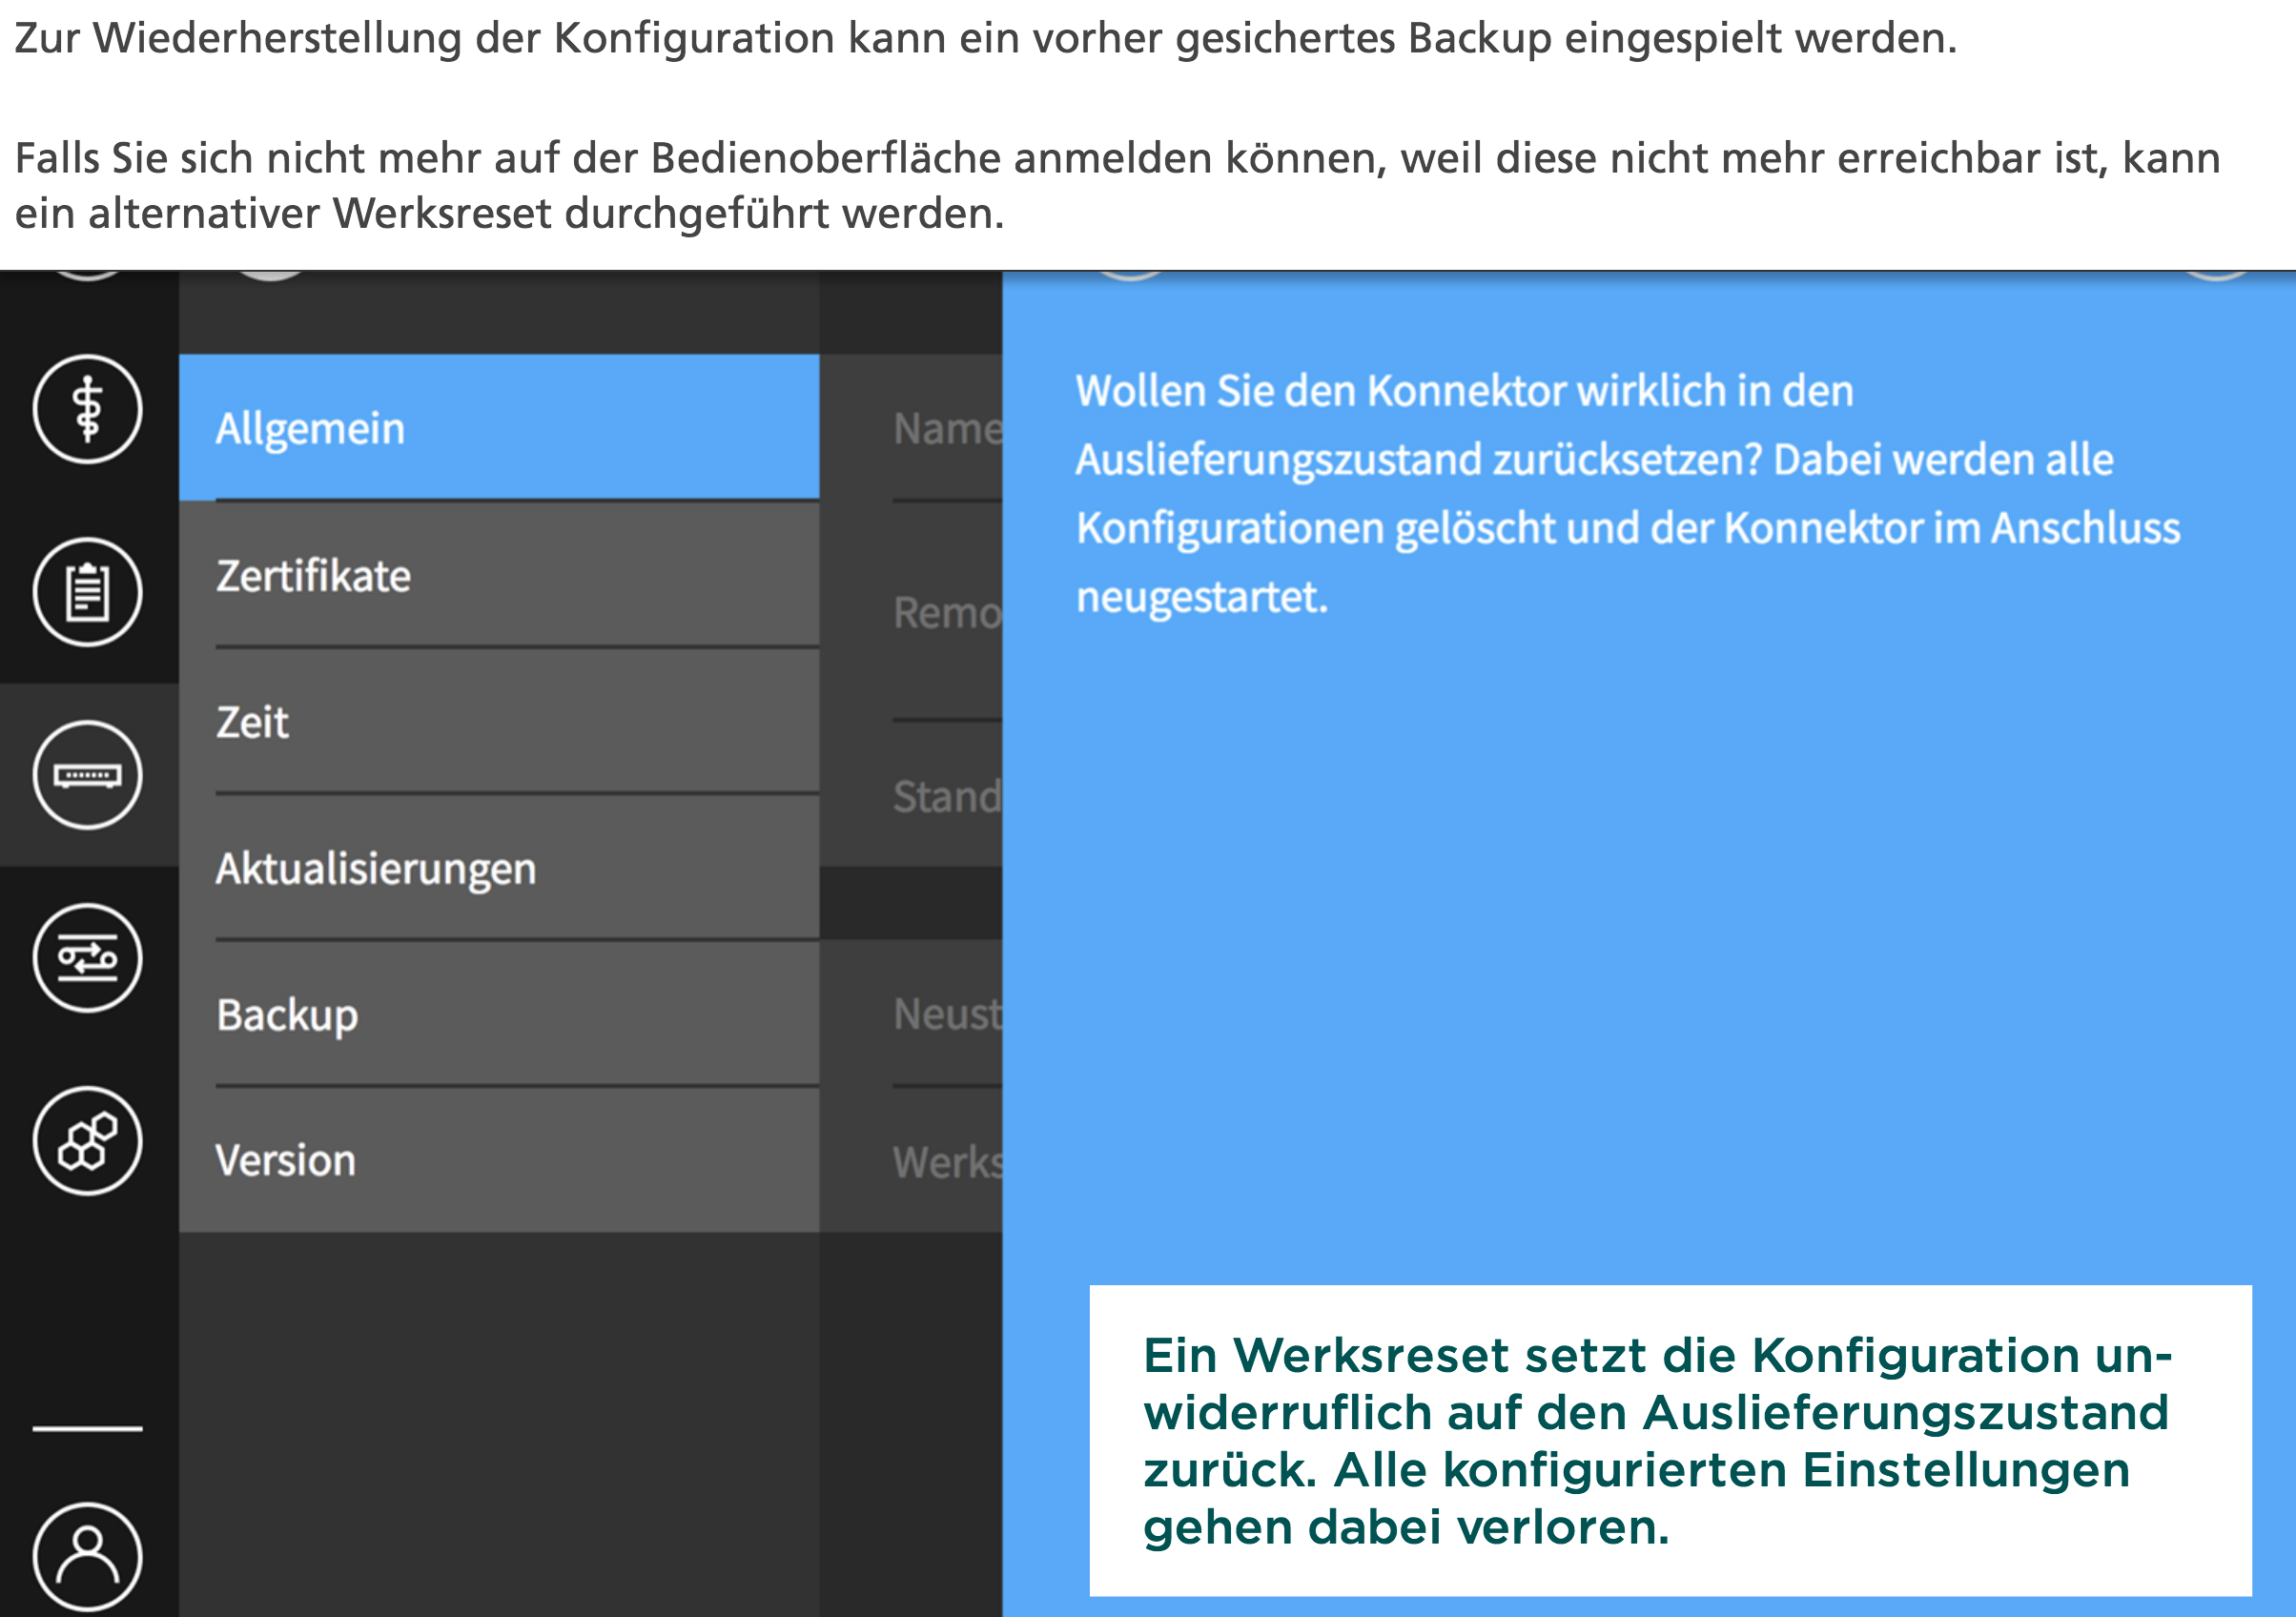 Zur Wiederherstellung der Konfiguration kann ein vorher gesichertes Backup eingespielt werden.
Falls Sie sich nicht mehr auf der Bedienoberfläche anmelden können, weil diese nicht mehr erreichbar ist, kann
ein alternativer Werksreset durchgeführt werden.
Allgemein
Zertifikate
Zeit
Aktualisierungen
Backup
Version
Name
Remo
Stand
Neust
Werks
Wollen Sie den Konnektor wirklich in den
Auslieferungszustand zurücksetzen? Dabei werden alle
Konfigurationen gelöscht und der Konnektor im Anschluss
neugestartet.
Ein Werksreset setzt die Konfiguration un-
widerruflich auf den Auslieferungszustand
zurück. Alle konfigurierten Einstellungen
gehen dabei verloren.